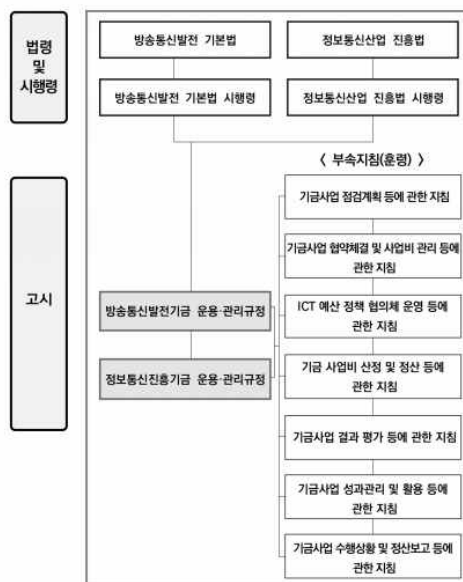 법령
및
시행령
방송통신발전 기본법
정보통신산업 진흥법
방송통신발전 기본법 시행령
정보통신산업 진흥법 시행령
고시
〈 부속지침(훈령) 〉
기금사업 점검계획 등에 관한 지침
기금사업 협약체결 및 사업비 관리 등에
관한 지침
ICT 예산 정책 협의체 운영 등에
관한 지침
방송통신발전기금 운용·관리규정
정보통신진흥기금 운용·관리규정
기금 사업비 산정 및 정산 등에
관한 지침
기금사업 결과 평가 등에 관한 지침
기금사업 성과관리 및 활용 등에
관한 지침
기금사업 수행상황 및 정산보고 등에
관한 지침